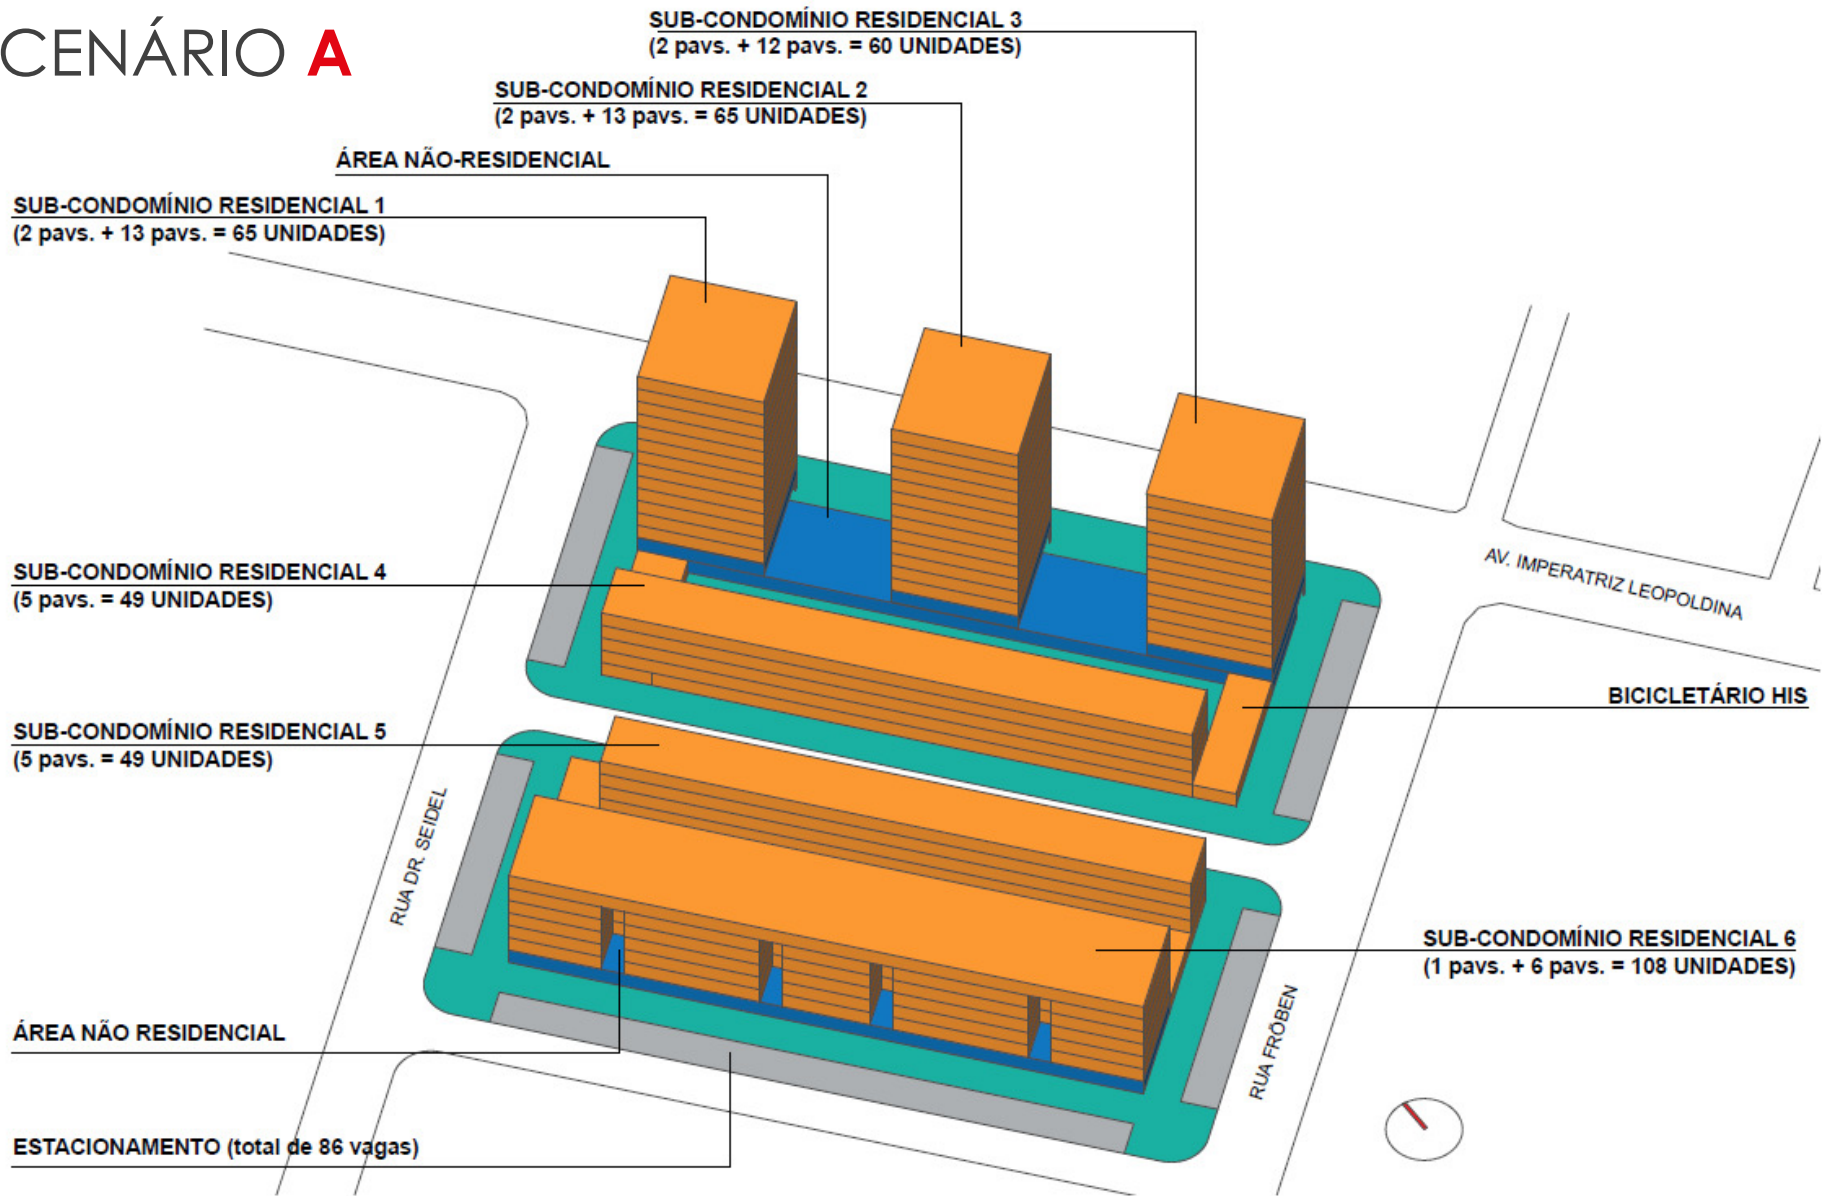 CENÁRIO A
SUB-CONDOMÍNIO RESIDENCIAL 3
(2 pavs. + 12 pavs. = 60 UNIDADES)
SUB-CONDOMÍNIO RESIDENCIAL 2
(2 pavs. + 13 pavs. = 65 UNIDADES)
ÁREA NÃO-RESIDENCIAL
SUB-CONDOMÍNIO RESIDENCIAL 1
(2 pavs. + 13 pavs. = 65 UNIDADES)
AV. IMPERATRIZ LEOPOLDINA
SUB-CONDOMÍNIO RESIDENCIAL 4
(5 pavs. = 49 UNIDADES)
BICICLETÁRIO HIS
SUB-CONDOMÍNIO RESIDENCIAL 5
(5 pavs. = 49 UNIDADES)
RUA DR. SEIDEL
SUB-CONDOMÍNIO RESIDENCIAL 6
(1 pavs. + 6 pavs. = 108 UNIDADES)
RUA FRÖBEN
ÁREA NÃO RESIDENCIAL
ESTACIONAMENTO (total de 86 vagas)